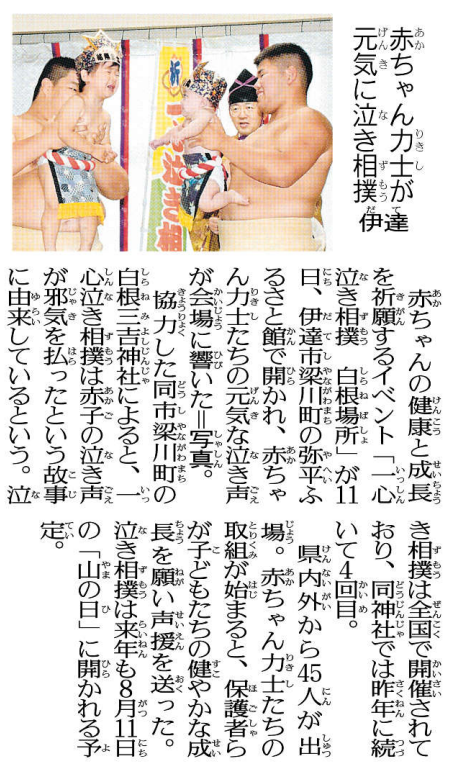 赤ちゃん力士が
元気に泣き相撲
伊達
赤ちゃんの健康と成長
を祈願するイベント「一心
泣き相撲　白根場所」が11
日、伊達市梁川町の弥平ふ
るさと館で開かれ、赤ちゃ
ん力士たちの元気な泣き声
が会場に響いた＝写真。
協力した同市梁川町の
白根三吉神社によると、一
心泣き相撲は赤子の泣き声
が邪気を払ったという故事
に由来しているという。泣
き相撲は全国で開催されて
おり、同神社では昨年に続
いて4回目。
県内外から45人が出
場。赤ちゃん力士たちの
取組が始まると、保護者ら
が子どもたちの健やかな成
長を願い声援を送った。
泣き相撲は来年も8月11日
の「山の日」に開かれる予
定。